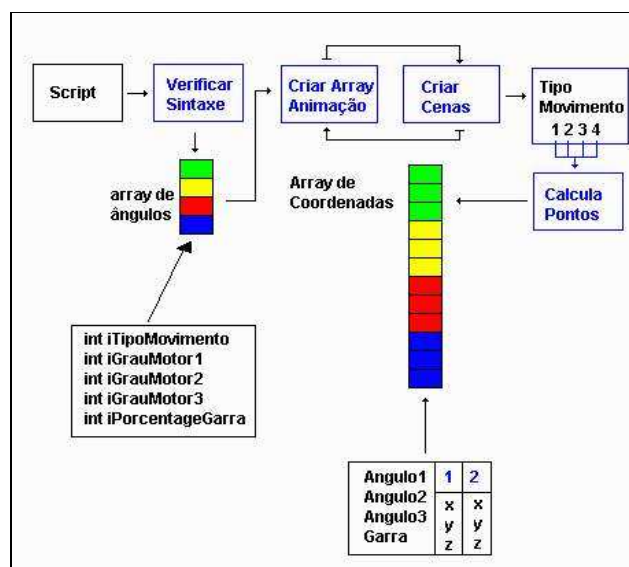 Script
Verificar
Sintaxe
Criar Array
Animação
Criar
Cenas
Tipo
Movimento
1 2 3 4
array de
ângulos
Array de
Coordenadas
Calcula
Pontos
int iTipoMovimento
int iGrauMotor1
int iGrauMotor2
int iGrauMotor3
int iPorcentageGarra
Angulo1 1 2
Angulo2 x x
Angulo3 y y
Garra z z